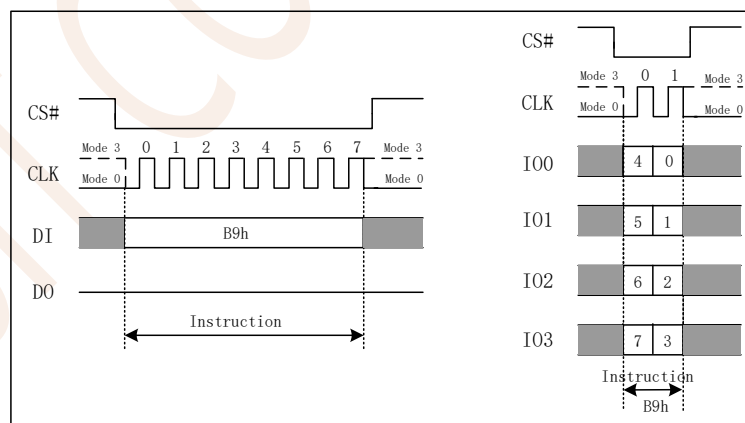 CS#
Mode 3 0 1 2 3 4 5 6 7 Mode 3
CLK
Mode 0 Mode 0
DI B9h
DO
Instruction
CS#
Mode 3 0 1 Mode 3
CLK
Mode 0 Mode 0
IO0 4 0
IO1 5 1
IO2 6 2
IO3 7 3
Instruction
B9h